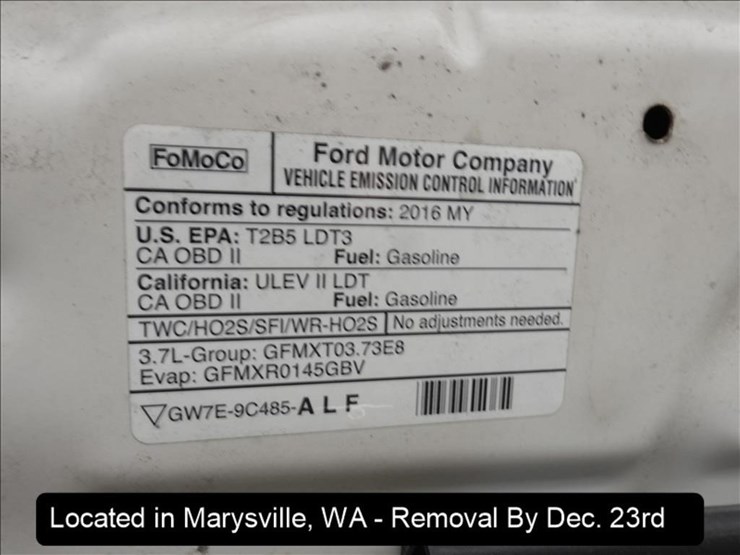 FoMoCo
Ford Motor Company
VEHICLE EMISSION CONTROL INFORMATION
Conforms to regulations: 2016 MY
U.S. EPA: T2B5 LDT3
CA OBD II Fuel: Gasoline
California: ULEV II LDT
CA OBD II Fuel: Gasoline
TWC/HO2S/SFI/WR-HO2S No adjustments needed.
3.7L-Group: GFMXT03.73E8
Evap: GFMXR0145GBV
GW7E-9C485-A L F
Located in Marysville, WA - Removal By Dec. 23rd